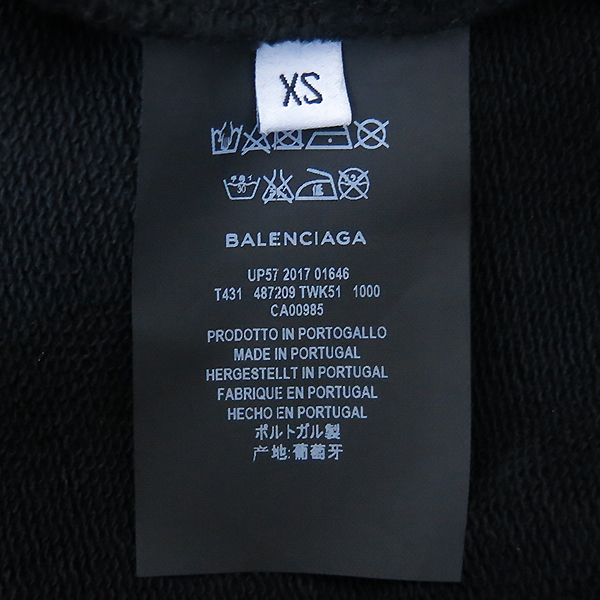 XS
30
BALENCIAGA
UP57 2017 01646
T431 487209 TWK51 1000
CA00985
PRODOTTO IN PORTOGALLO
MADE IN PORTUGAL
HERGESTELLT IN PORTUGAL
FABRIQUE EN PORTUGAL
HECHO EN PORTUGAL
ポルトガル製
产地:葡萄牙